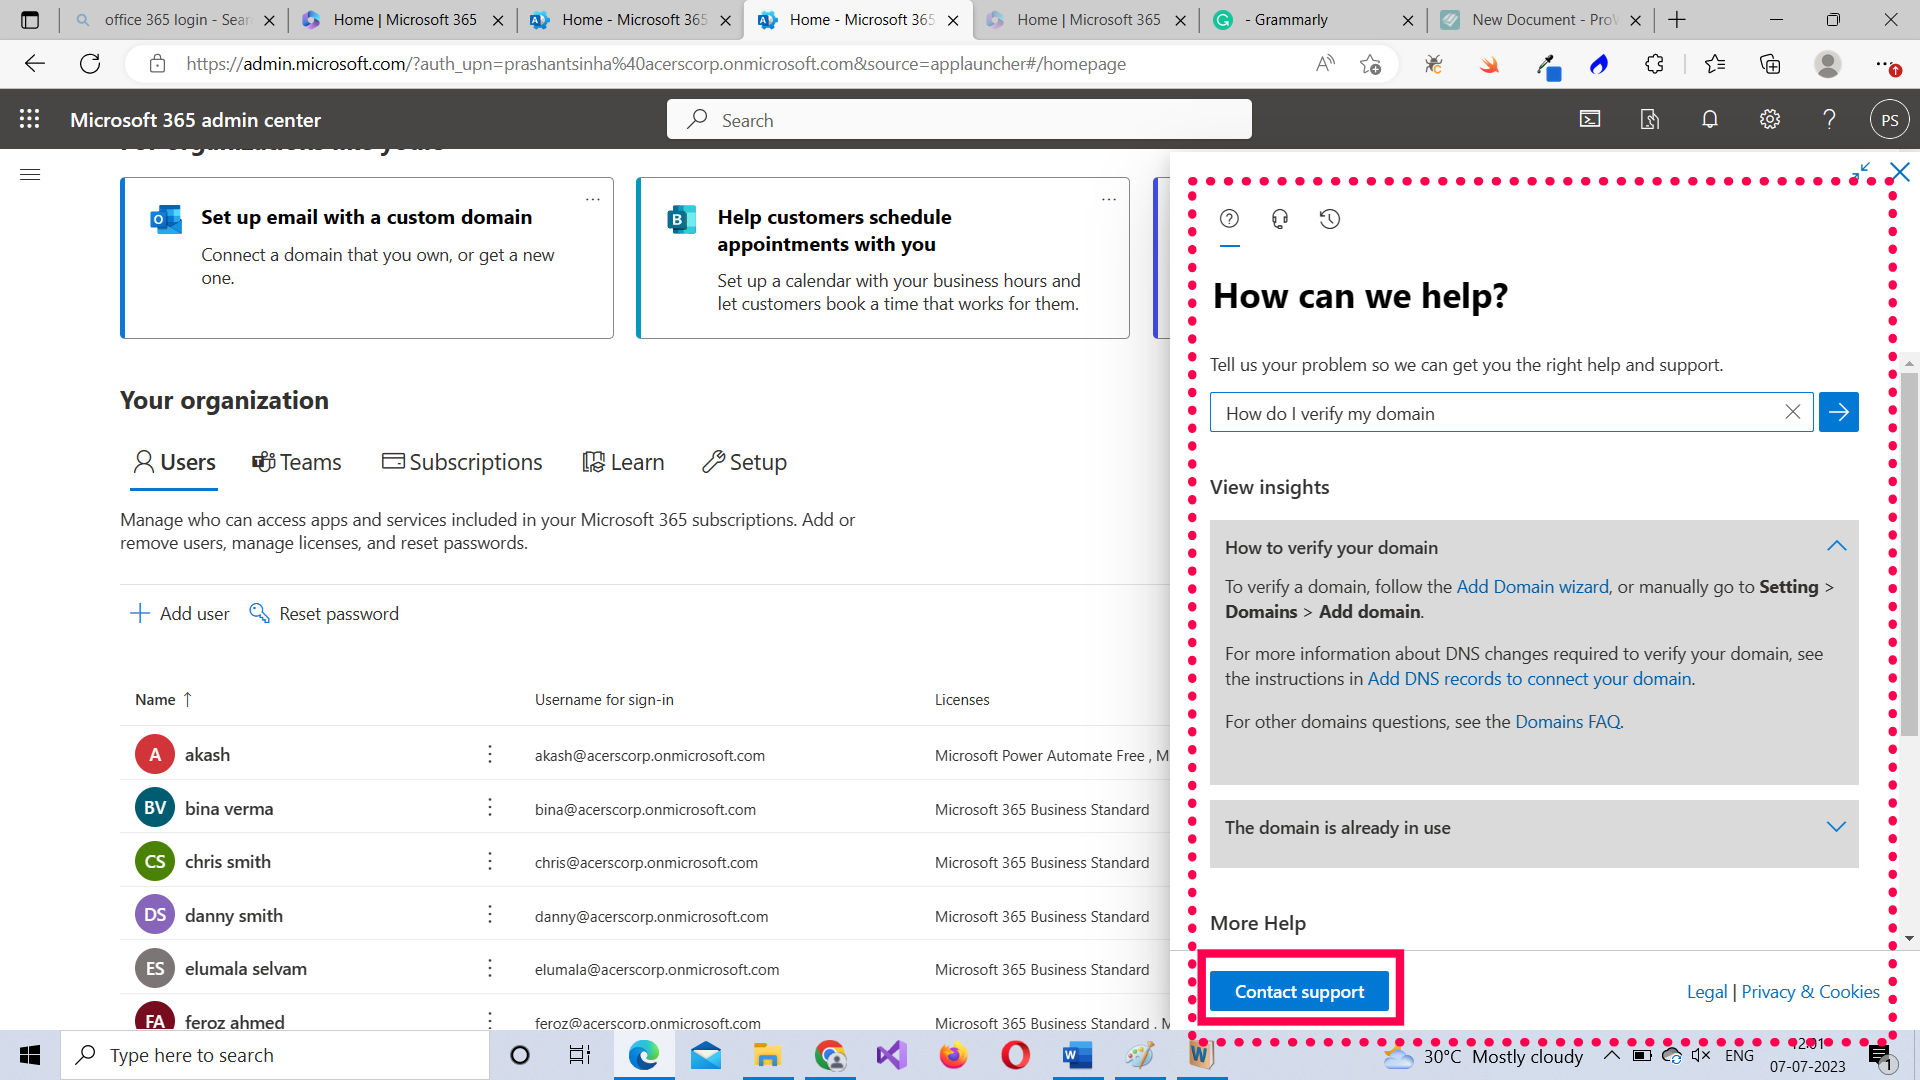 office 365 login - Sear
Home | Microsoft 365
Home - Microsoft 365
Home - Microsoft 365
Home | Microsoft 365
- Grammarly
New Document - ProW
https://admin.microsoft.com/?auth_upn=prashantsinha%40acerscorp.onmicrosoft.com&source=applauncher#/homepage
Microsoft 365 admin center
Search
PS
For organizations like yours
Set up email with a custom domain
Connect a domain that you own, or get a new
one.
Help customers schedule
appointments with you
Set up a calendar with your business hours and
let customers book a time that works for them.
Your organization
Users
Teams
Subscriptions
Learn
Setup
Manage who can access apps and services included in your Microsoft 365 subscriptions. Add or
remove users, manage licenses, and reset passwords.
Add user
Reset password
Name ↑
Username for sign-in
Licenses
A akash
akash@acerscorp.onmicrosoft.com
Microsoft Power Automate Free , M
BV bina verma
bina@acerscorp.onmicrosoft.com
Microsoft 365 Business Standard
CS chris smith
chris@acerscorp.onmicrosoft.com
Microsoft 365 Business Standard
DS danny smith
danny@acerscorp.onmicrosoft.com
Microsoft 365 Business Standard
ES elumala selvam
elumala@acerscorp.onmicrosoft.com
Microsoft 365 Business Standard
FA feroz ahmed
feroz@acerscorp.onmicrosoft.com
Microsoft 365 Business Standard , M
How can we help?
Tell us your problem so we can get you the right help and support.
How do I verify my domain
View insights
How to verify your domain
To verify a domain, follow the Add Domain wizard, or manually go to Setting >
Domains > Add domain.
For more information about DNS changes required to verify your domain, see
the instructions in Add DNS records to connect your domain.
For other domains questions, see the Domains FAQ.
The domain is already in use
More Help
Contact support
Legal | Privacy & Cookies
Type here to search
30°C Mostly cloudy
ENG
12:01
07-07-2023
1